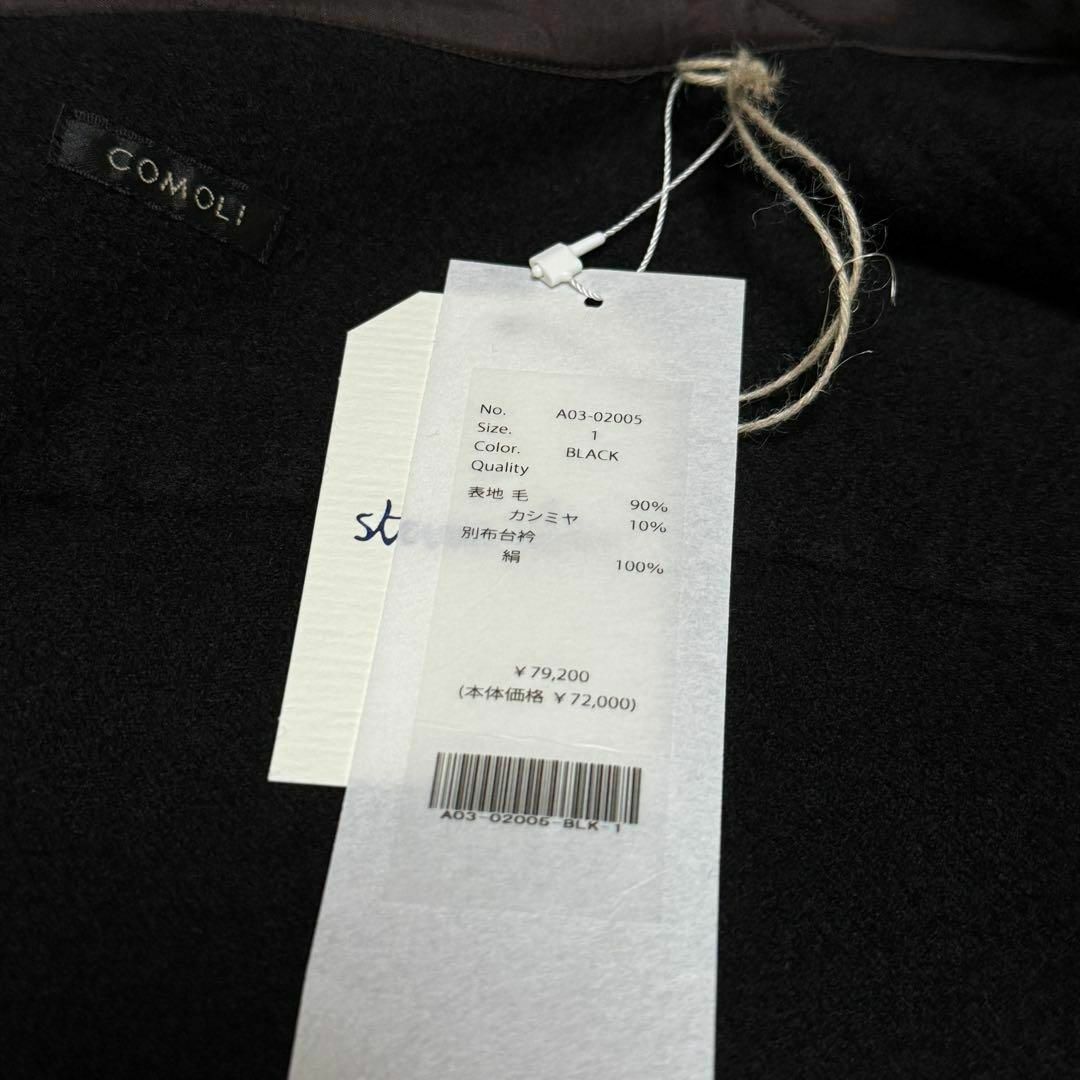 COMOLI
No. A03-02005
Size. 1
Color. BLACK
Quality
表地 毛 90%
カシミヤ 10%
別布台衿
絹 100%
¥79,200
(本体価格 ¥72,000)
A03-02005-BLK-1